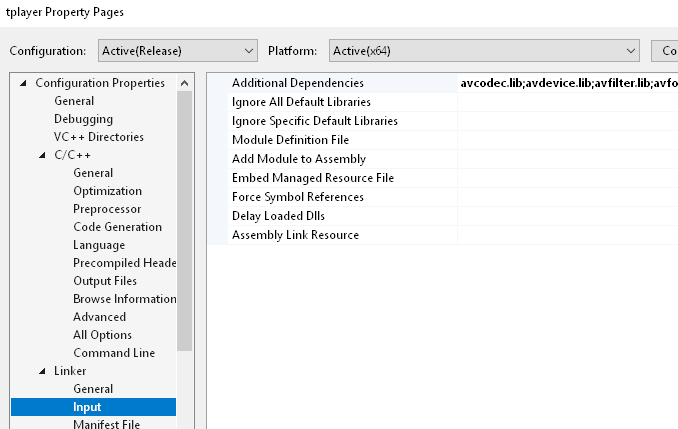 tplayer Property Pages
Configuration: Active(Release) Platform: Active(x64) Co
Configuration Properties
General
Debugging
VC++ Directories
C/C++
General
Optimization
Preprocessor
Code Generation
Language
Precompiled Heade
Output Files
Browse Information
Advanced
All Options
Command Line
Linker
General
Input
Manifest File
Additional Dependencies avcodec.lib;avdevice.lib;avfilter.lib;avfo
Ignore All Default Libraries
Ignore Specific Default Libraries
Module Definition File
Add Module to Assembly
Embed Managed Resource File
Force Symbol References
Delay Loaded Dlls
Assembly Link Resource